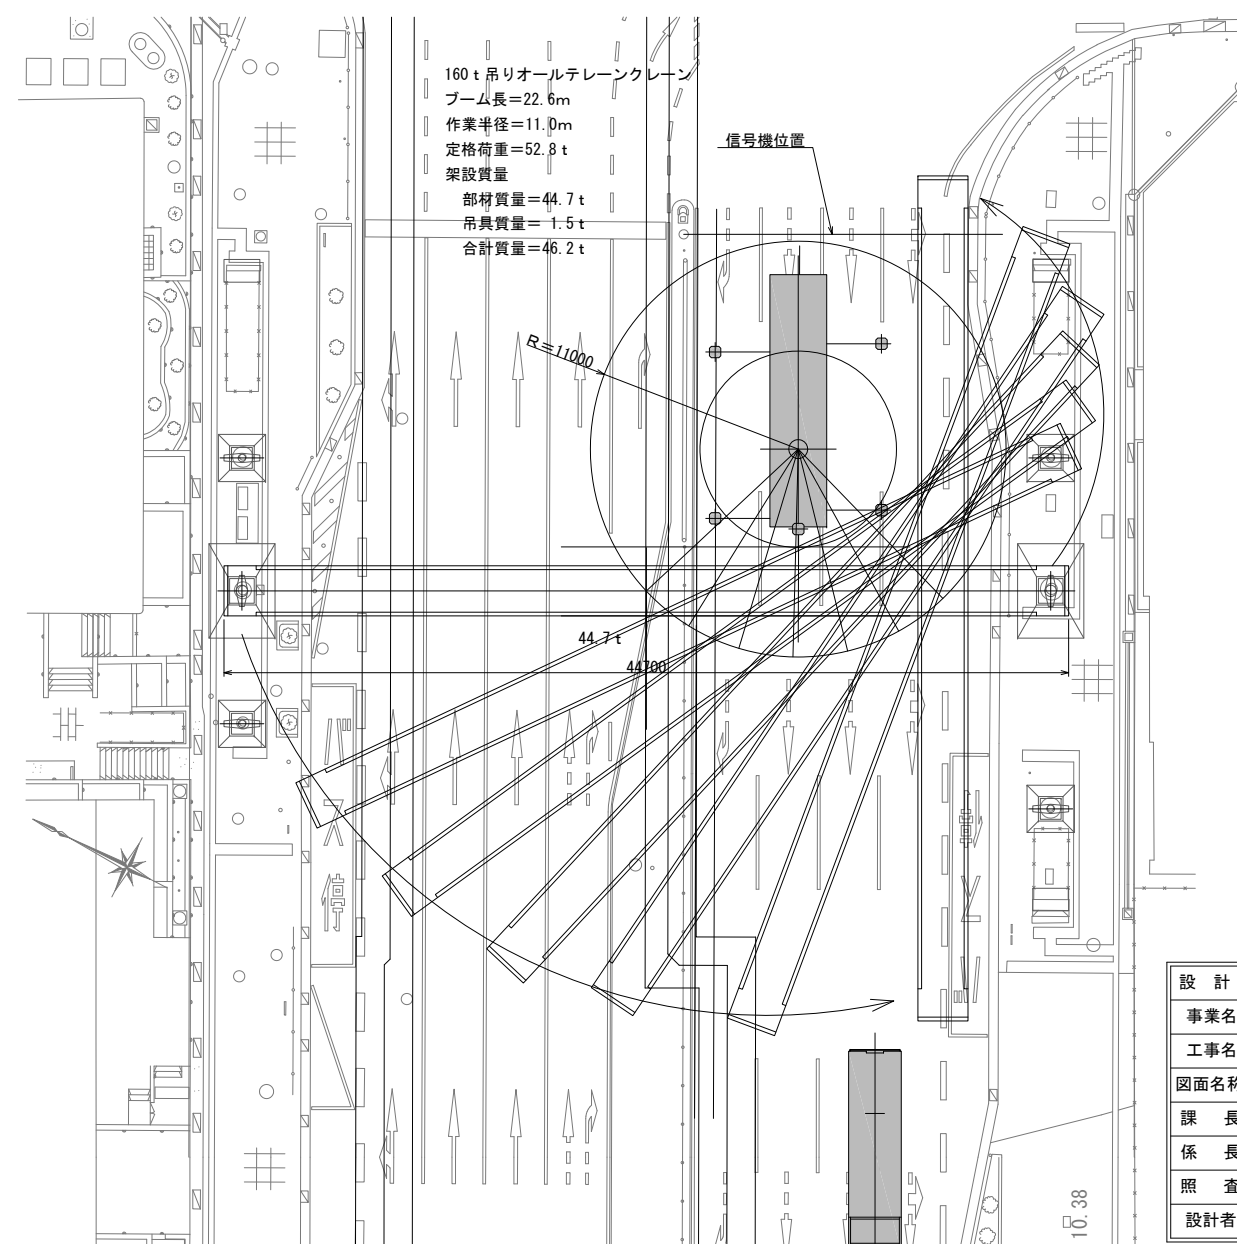 160ｔ吊りオールテレーンクレーン
ブーム長＝22.6m
作業半径＝11.0m
定格荷重＝52.8ｔ
架設質量
部材質量＝44.7ｔ
吊具質量＝ 1.5ｔ
合計質量＝46.2ｔ
信号機位置
R＝11000
44.7ｔ
44700
10.38
設　計
事業名
工事名
図面名称
課　長
係　長
照　査
設計者